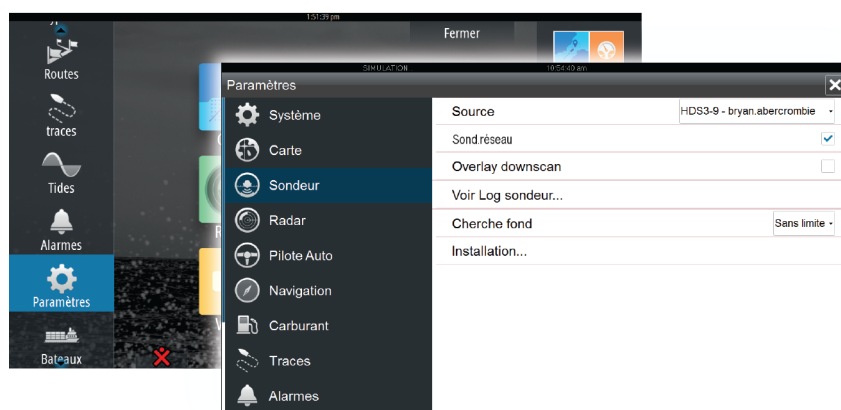 1:51:39 pm
Fermer
Routes
traces
Tides
Alarmes
Paramètres
Bateaux
SIMULATION 10:54:40 am
Paramètres
Système
Carte
Sondeur
Radar
Pilote Auto
Navigation
Carburant
Traces
Alarmes
Source HDS3-9 - bryan.abercrombie
Sond.rèseau
Overlay downscan
Voir Log sondeur...
Cherche fond Sans limite
Installation...